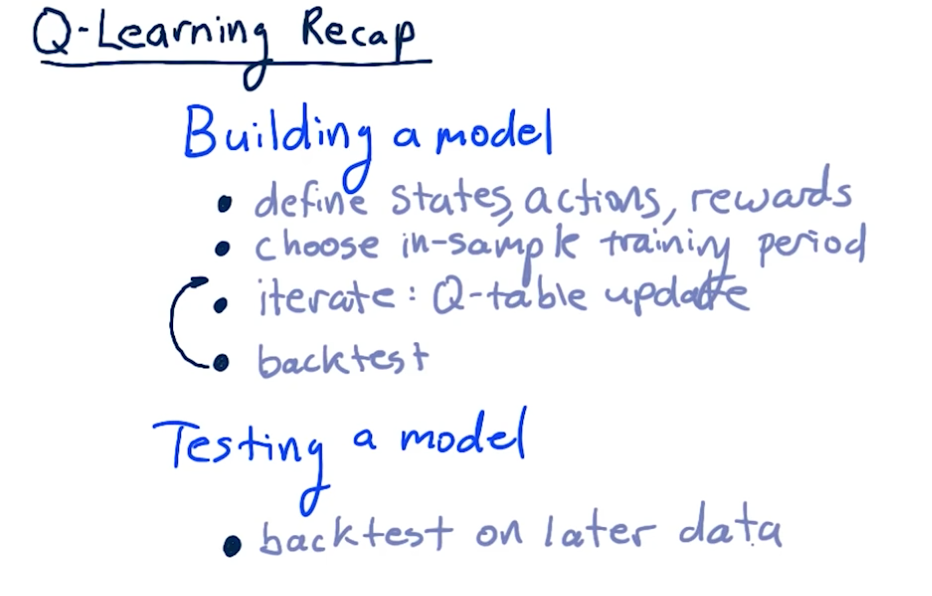 Q-Learning Recap
Building a model
• define states, actions, rewards
• choose in-sample training period
• iterate: Q-table update
• backtest
Testing a model
• backtest on later data